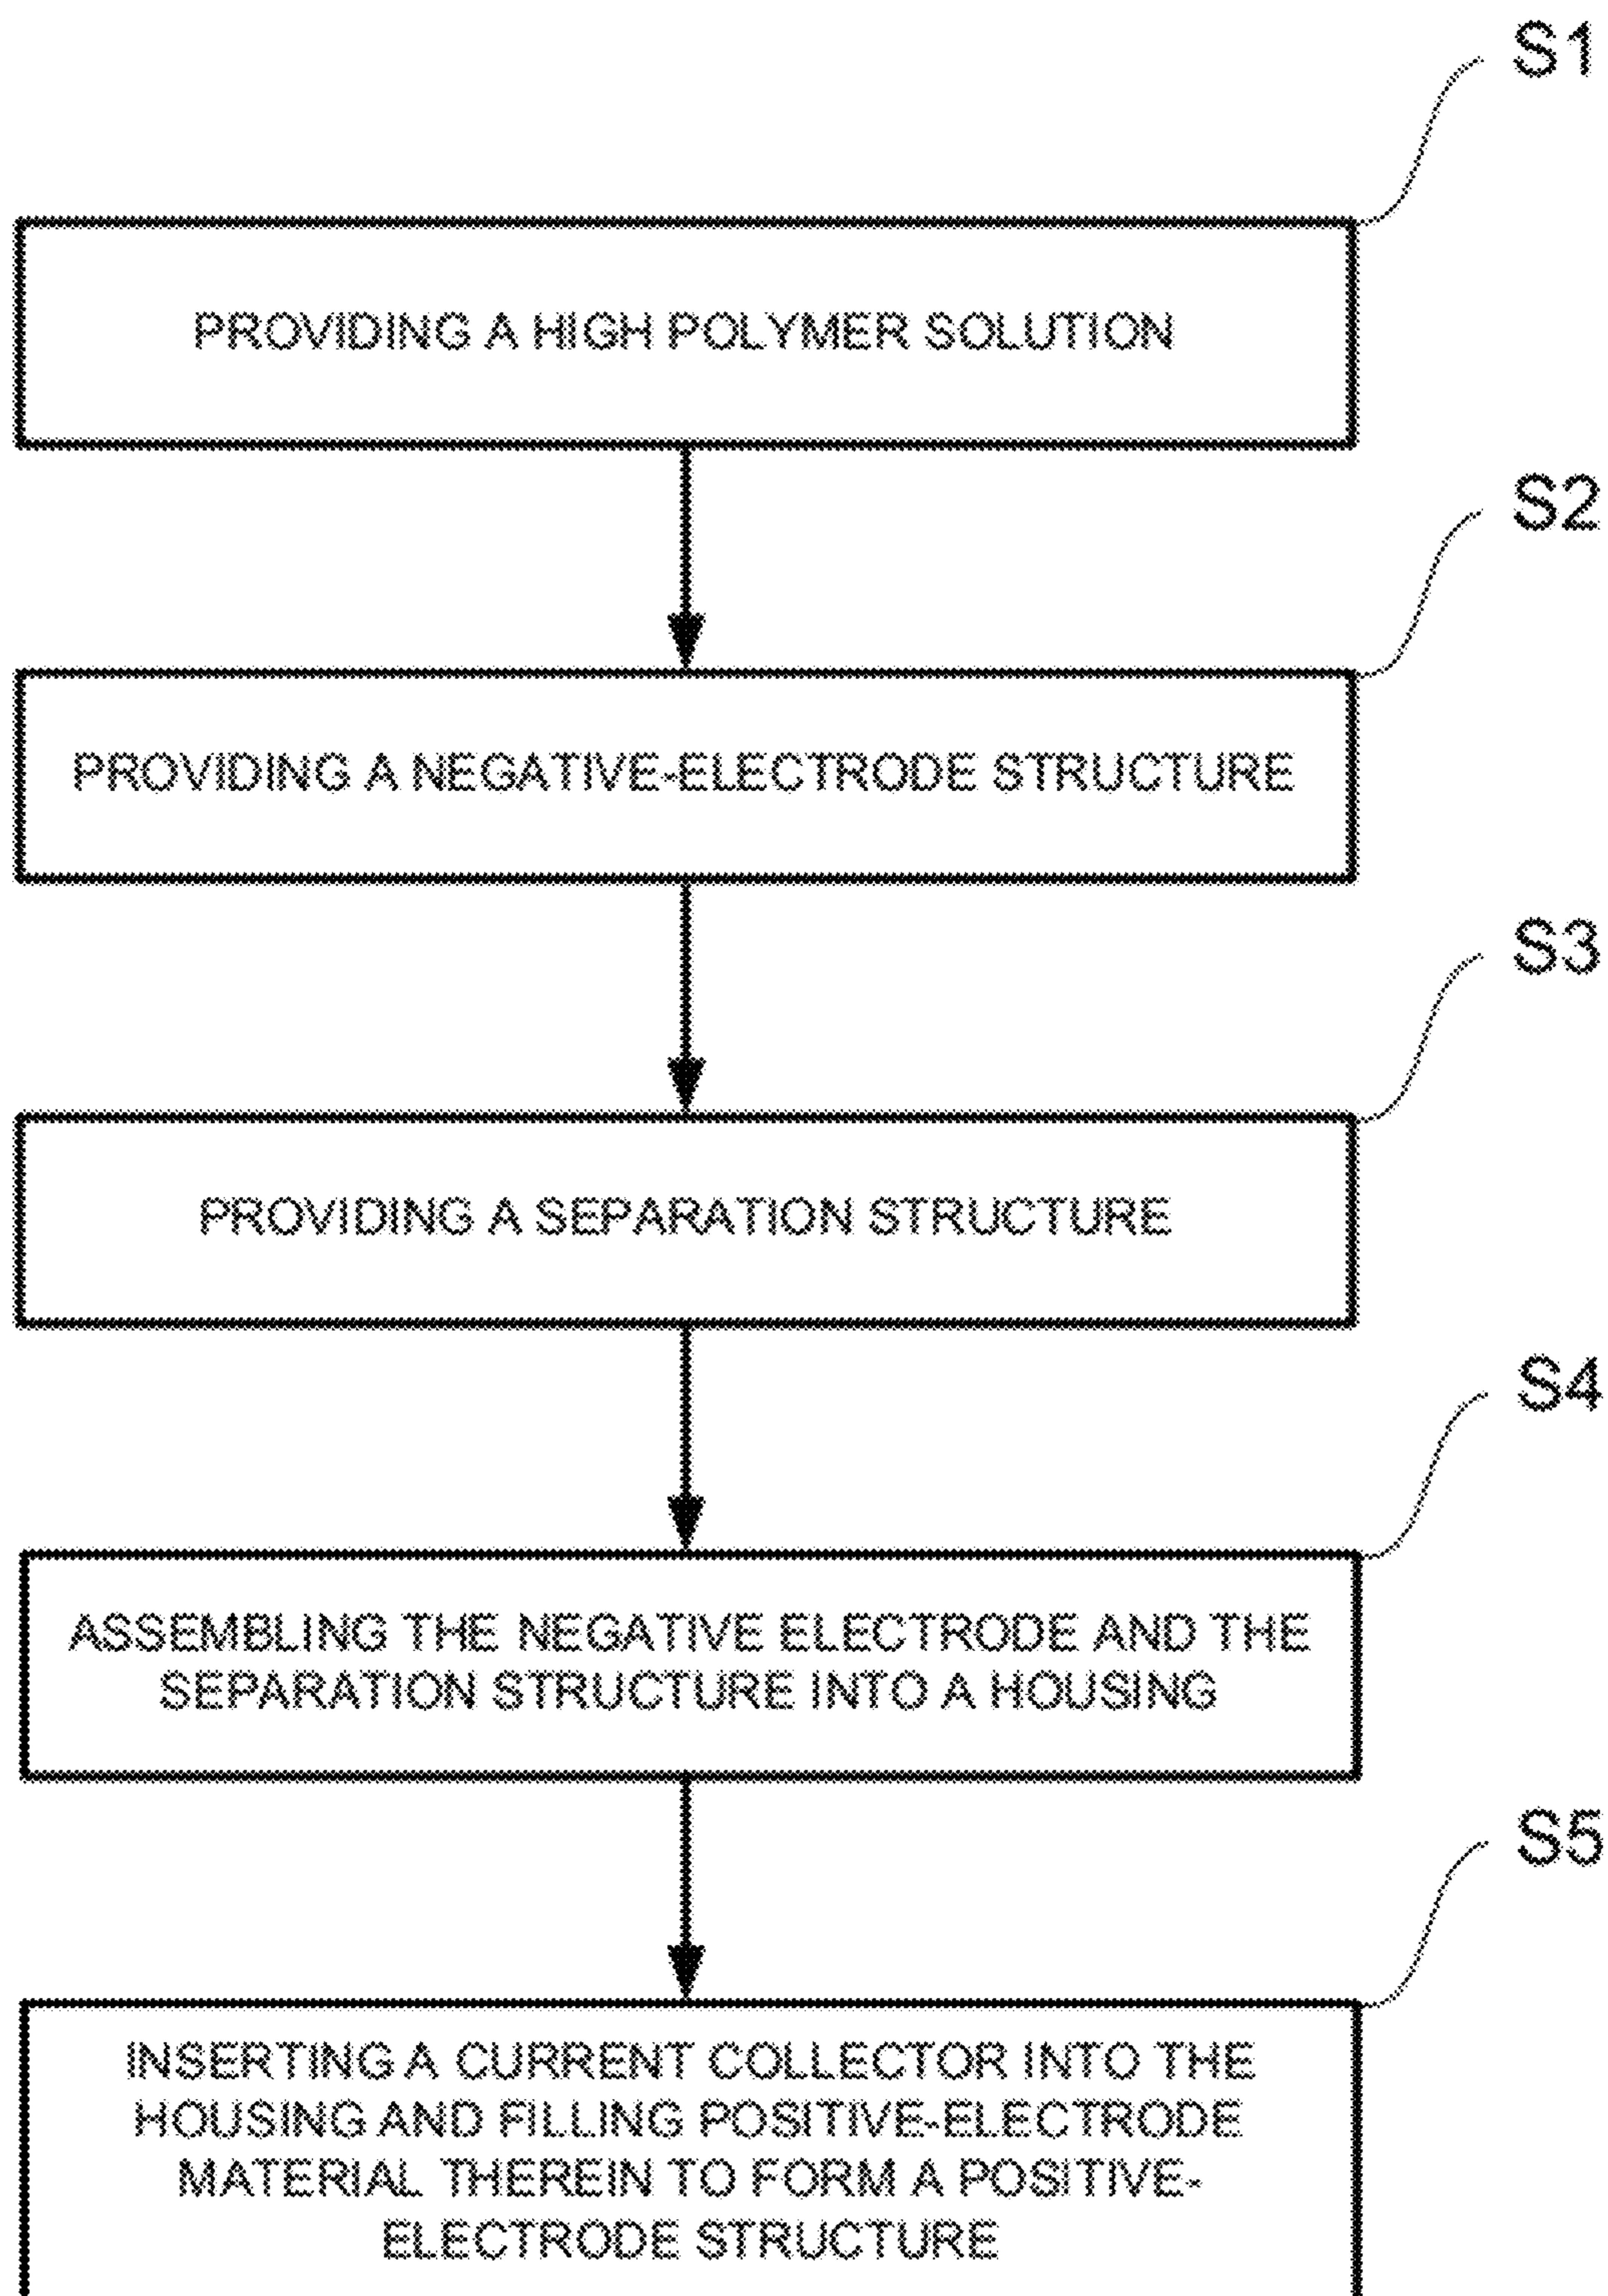 S1
PROVIDING A HIGH POLYMER SOLUTION
S2
PROVIDING A NEGATIVE-ELECTRODE STRUCTURE
S3
PROVIDING A SEPARATION STRUCTURE
S4
ASSEMBLING THE NEGATIVE ELECTRODE AND THE
SEPARATION STRUCTURE INTO A HOUSING
S5
INSERTING A CURRENT COLLECTOR INTO THE
HOUSING AND FILLING POSITIVE-ELECTRODE
MATERIAL THEREIN TO FORM A POSITIVE-
ELECTRODE STRUCTURE